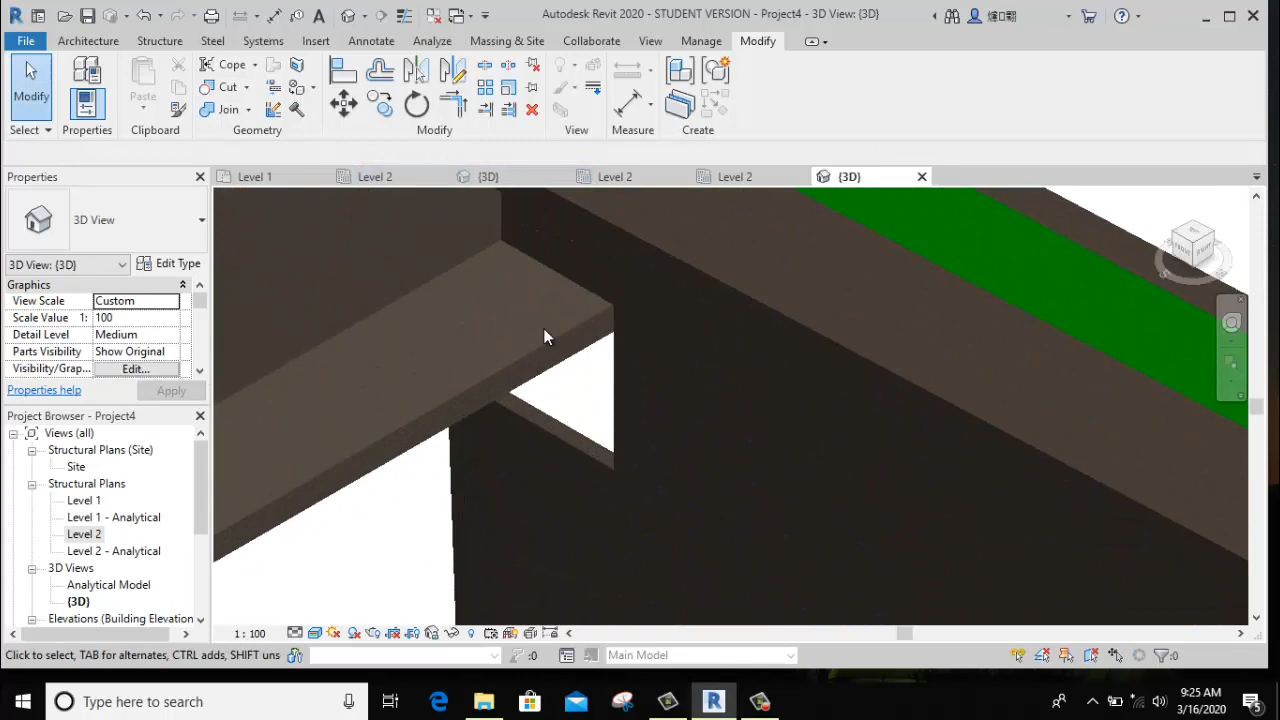 Autodesk Revit 2020 - STUDENT VERSION - Project4 - 3D View: {3D}
File Architecture Structure Steel Systems Insert Annotate Analyze Massing & Site Collaborate View Manage Modify
Modify Paste Cope Cut Join
Select Properties Clipboard Geometry Modify View Measure Create
Properties
Level 1 Level 2 {3D} Level 2 Level 2 {3D}
3D View
3D View: {3D} Edit Type
Graphics
View Scale Custom
Scale Value 1: 100
Detail Level Medium
Parts Visibility Show Original
Visibility/Grap... Edit...
Properties help Apply
Project Browser - Project4
Views (all)
Structural Plans (Site)
Site
Structural Plans
Level 1
Level 1 - Analytical
Level 2
Level 2 - Analytical
3D Views
Analytical Model
{3D}
Elevations (Building Elevation
1 : 100
Click to select, TAB for alternates, CTRL adds, SHIFT uns :0 Main Model :0
Type here to search
9:25 AM
3/16/2020
5